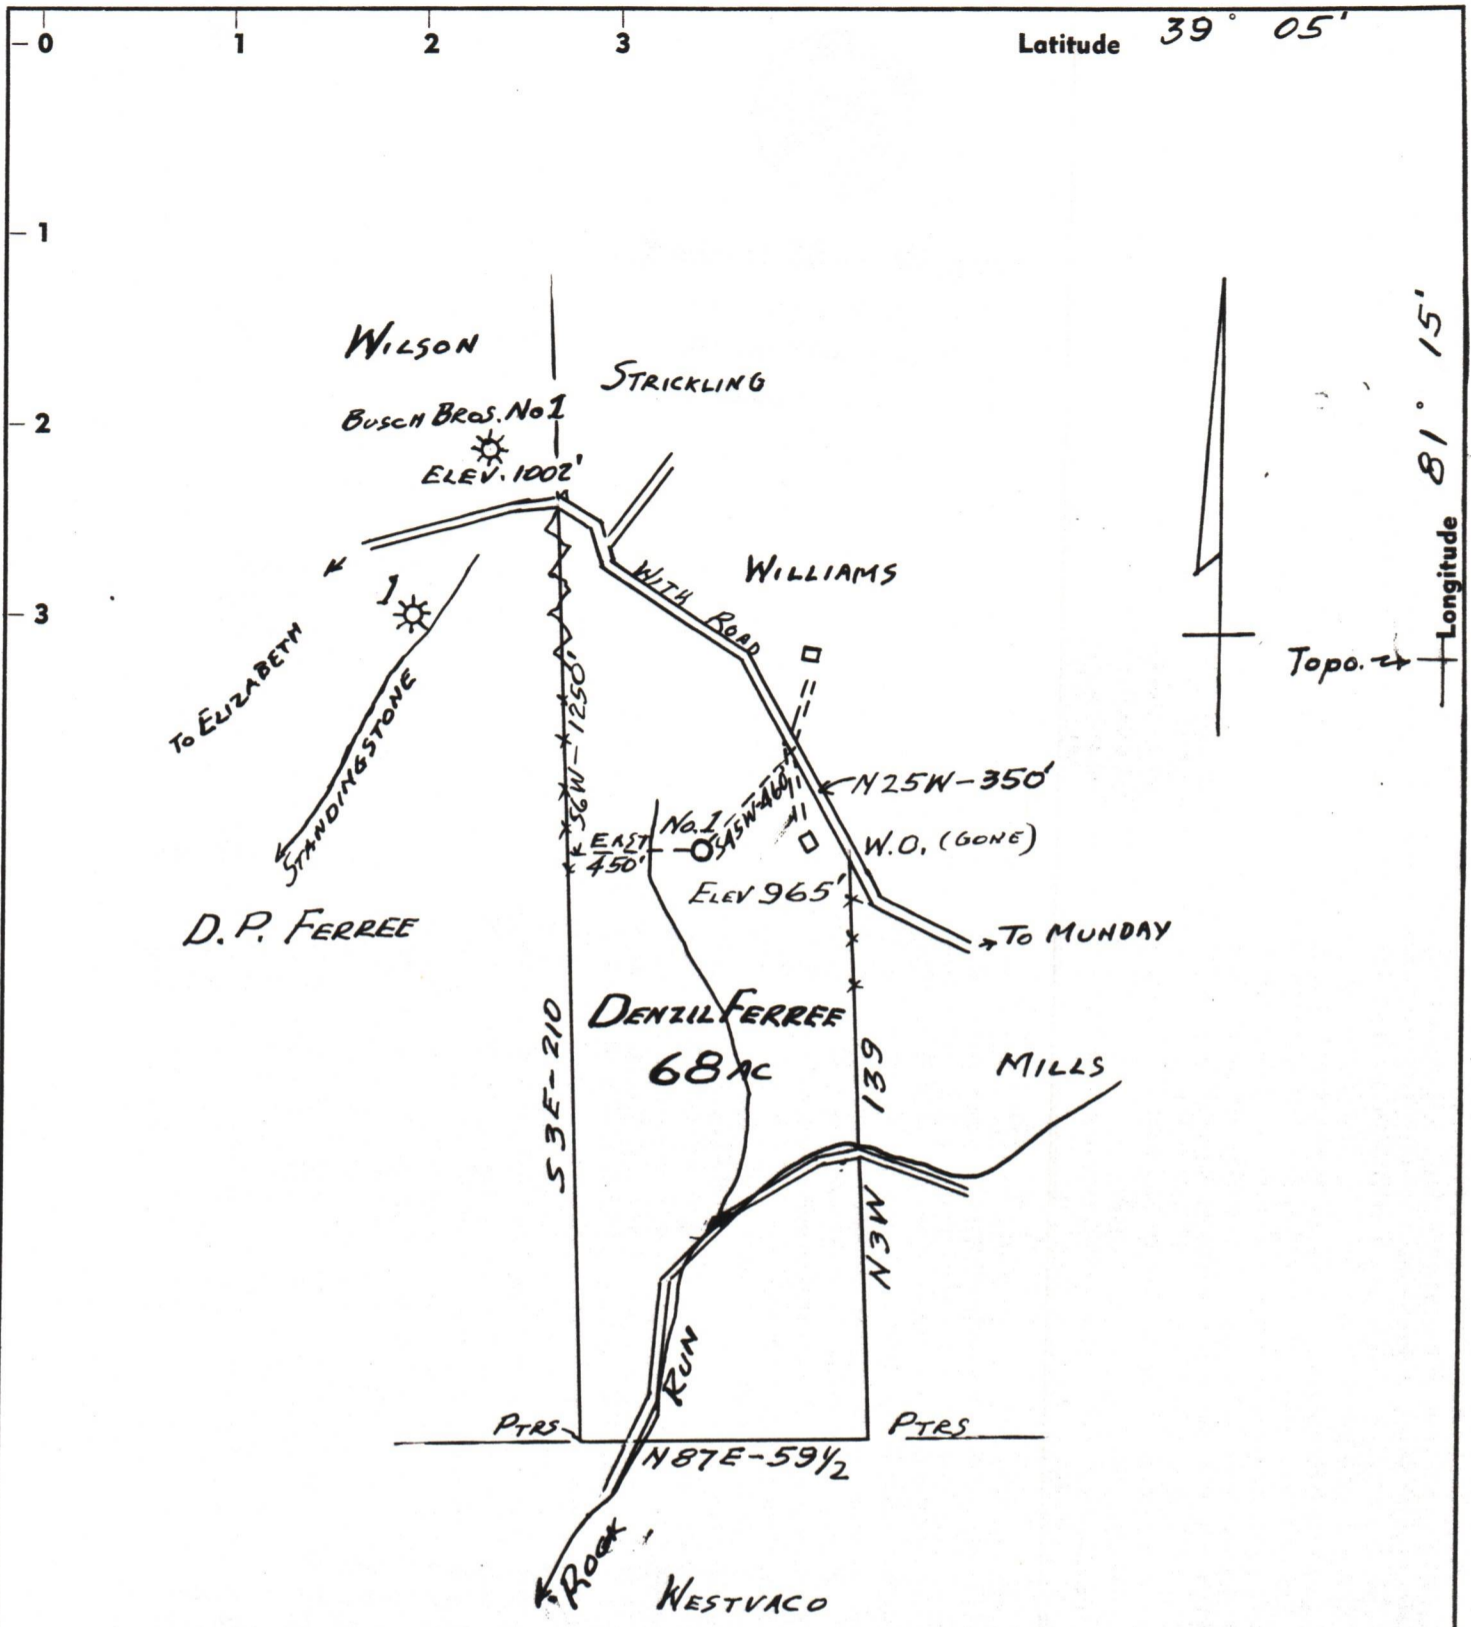 0 1 2 3 Latitude 39° 05'
1
2
3
Longitude 81° 15'
WILSON
STRICKLING
BUSCH BROS. No 1
ELEV. 1002'
WILLIAMS
WITH ROAD
1
Topo.
TO ELIZABETH
STANDINGSTONE
S6W-1250'
N25W-350'
No. 1
S45W-460'
EAST
450'
W.O. (GONE)
ELEV 965'
D.P. FERREE
TO MUNDAY
DENZIL FERREE
68 AC
S3E-210
139
N3W
MILLS
RUN
PTRS
PTRS
N87E-59½
ROCK
WESTVACO